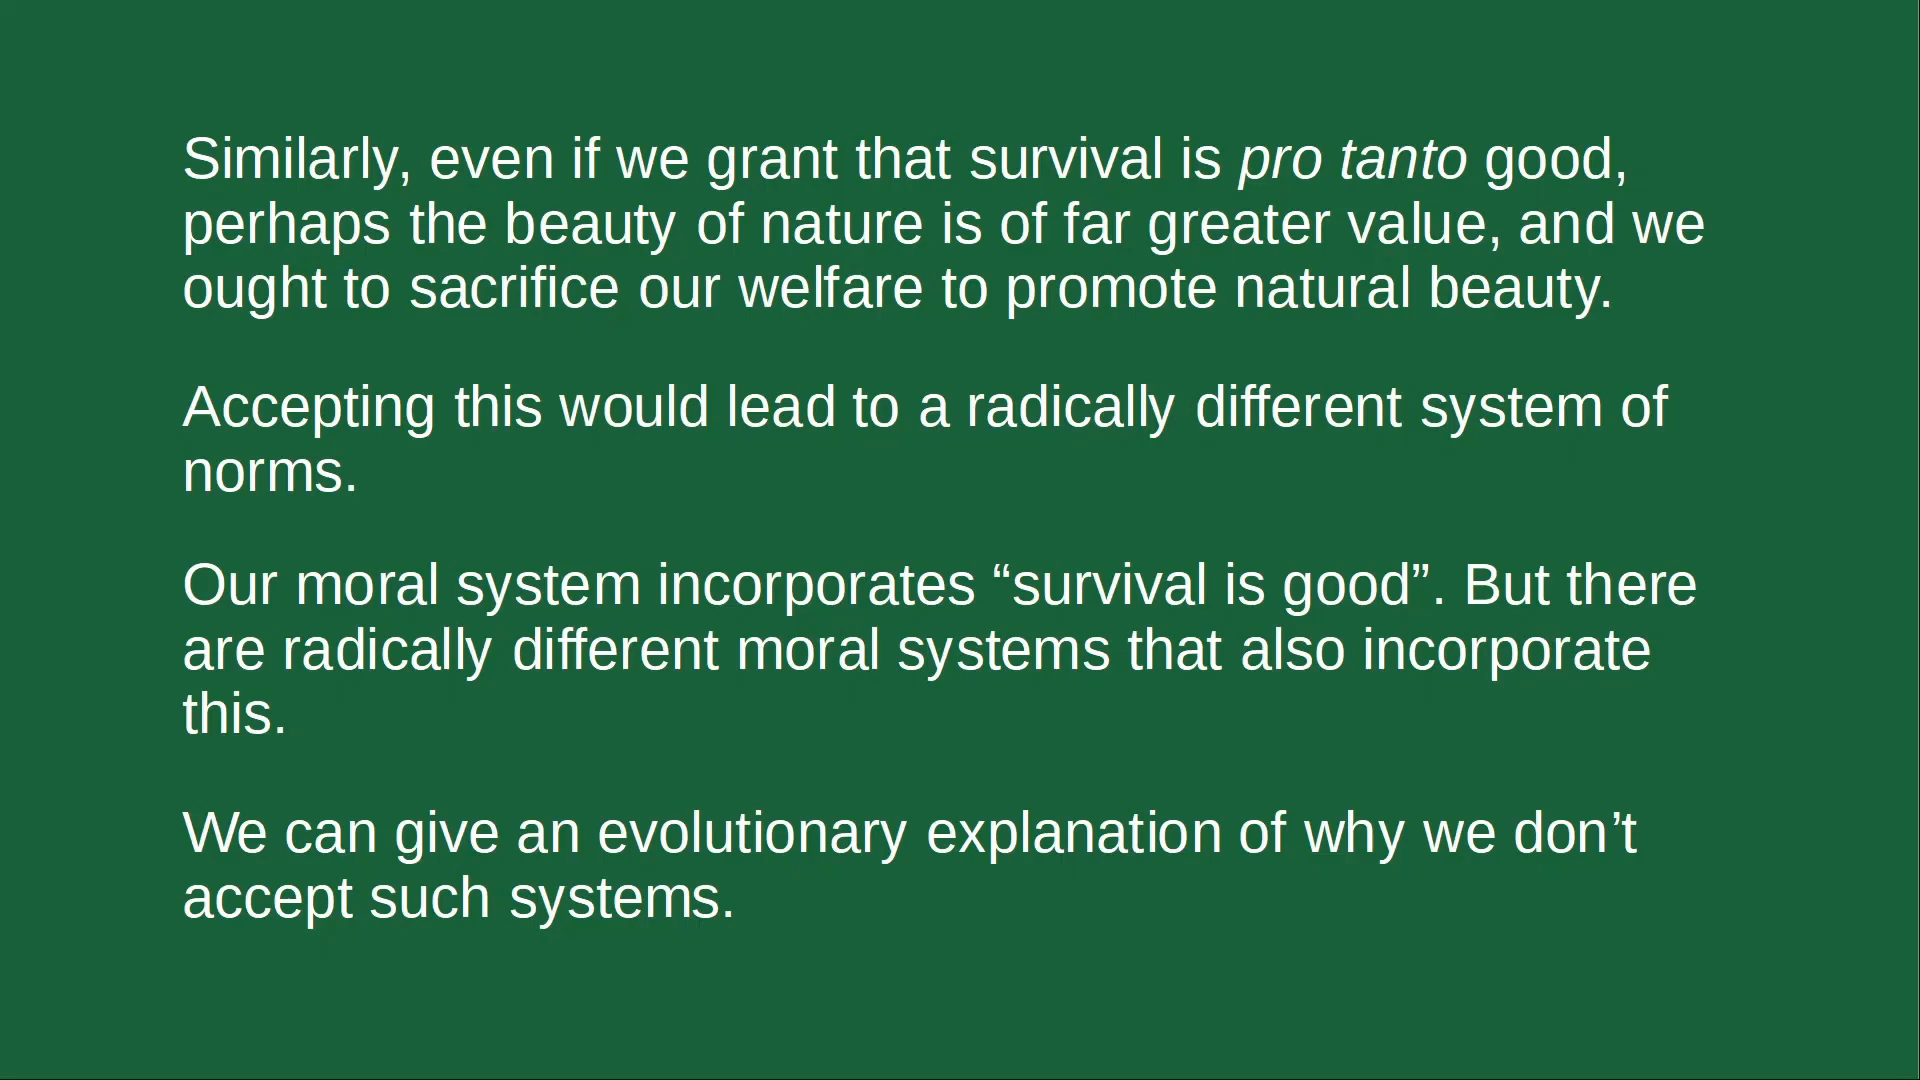 Similarly, even if we grant that survival is pro tanto good,
perhaps the beauty of nature is of far greater value, and we
ought to sacrifice our welfare to promote natural beauty.
Accepting this would lead to a radically different system of
norms.
Our moral system incorporates “survival is good”. But there
are radically different moral systems that also incorporate
this.
We can give an evolutionary explanation of why we don’t
accept such systems.